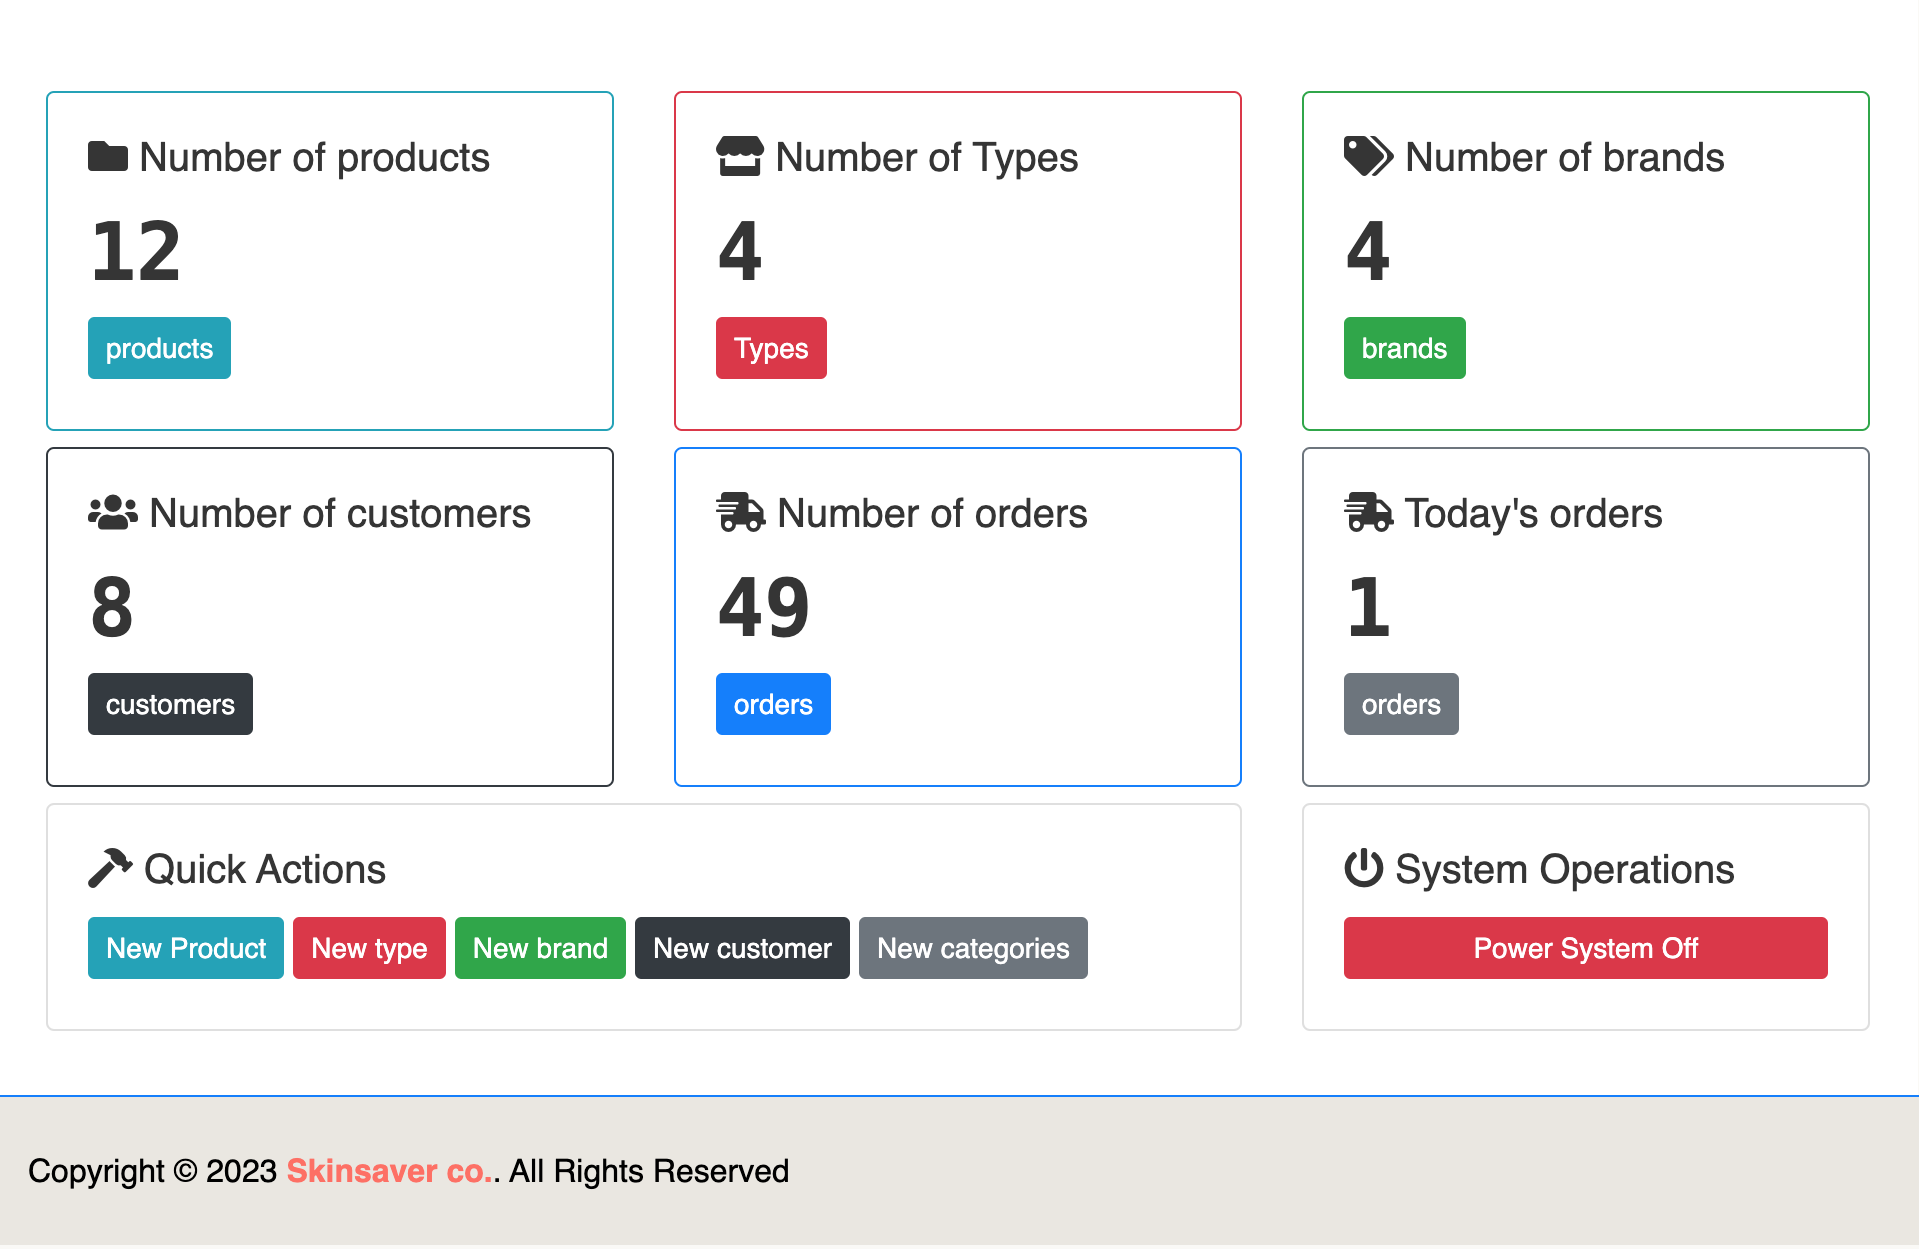 Number of products
12
products
Number of Types
4
Types
Number of brands
4
brands
Number of customers
8
customers
Number of orders
49
orders
Today's orders
1
orders
Quick Actions
New Product
New type
New brand
New customer
New categories
System Operations
Power System Off
Copyright © 2023 Skinsaver co.. All Rights Reserved